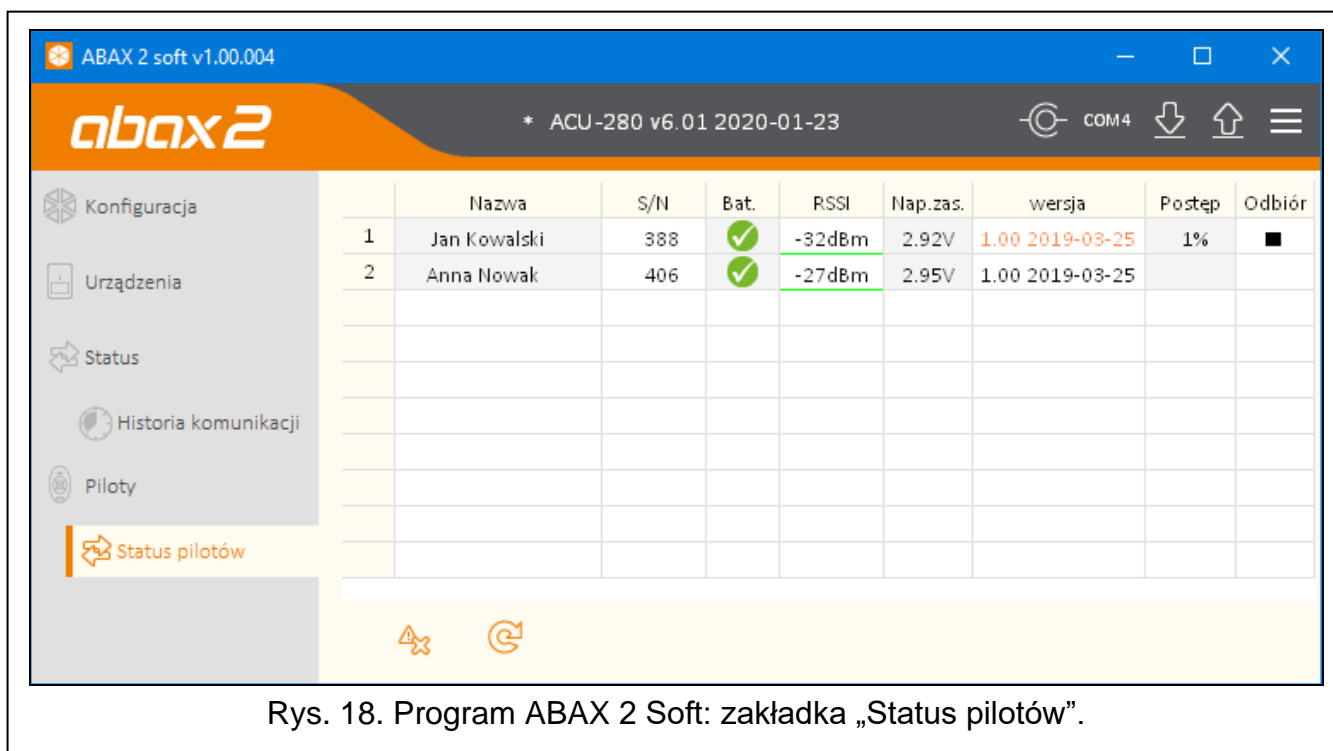 ABAX 2 soft v1.00.004
abax 2
* ACU-280 v6.01 2020-01-23
COM4
Konfiguracja
Urządzenia
Status
Historia komunikacji
Piloty
Status pilotów
Nazwa S/N Bat. RSSI Nap.zas. wersja Postęp Odbiór
1 Jan Kowalski 388 -32dBm 2.92V 1.00 2019-03-25 1%
2 Anna Nowak 406 -27dBm 2.95V 1.00 2019-03-25
Rys. 18. Program ABAX 2 Soft: zakładka „Status pilotów”.